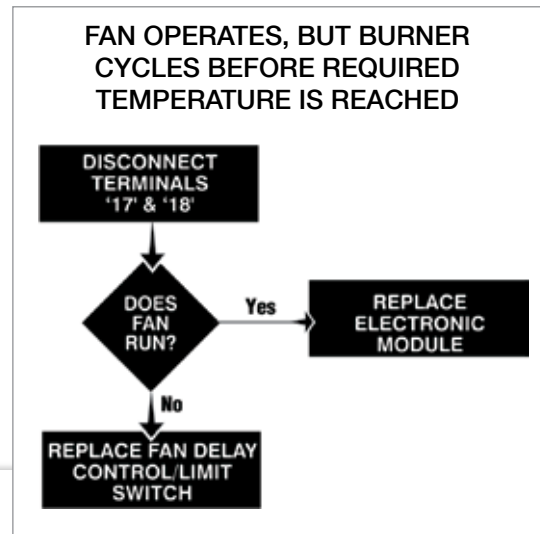 FAN OPERATES, BUT BURNER
CYCLES BEFORE REQUIRED
TEMPERATURE IS REACHED
DISCONNECT
TERMINALS
‘17' & ‘18'
DOES
FAN
RUN?
Yes
REPLACE
ELECTRONIC
MODULE
No
REPLACE FAN DELAY
CONTROL/LIMIT
SWITCH